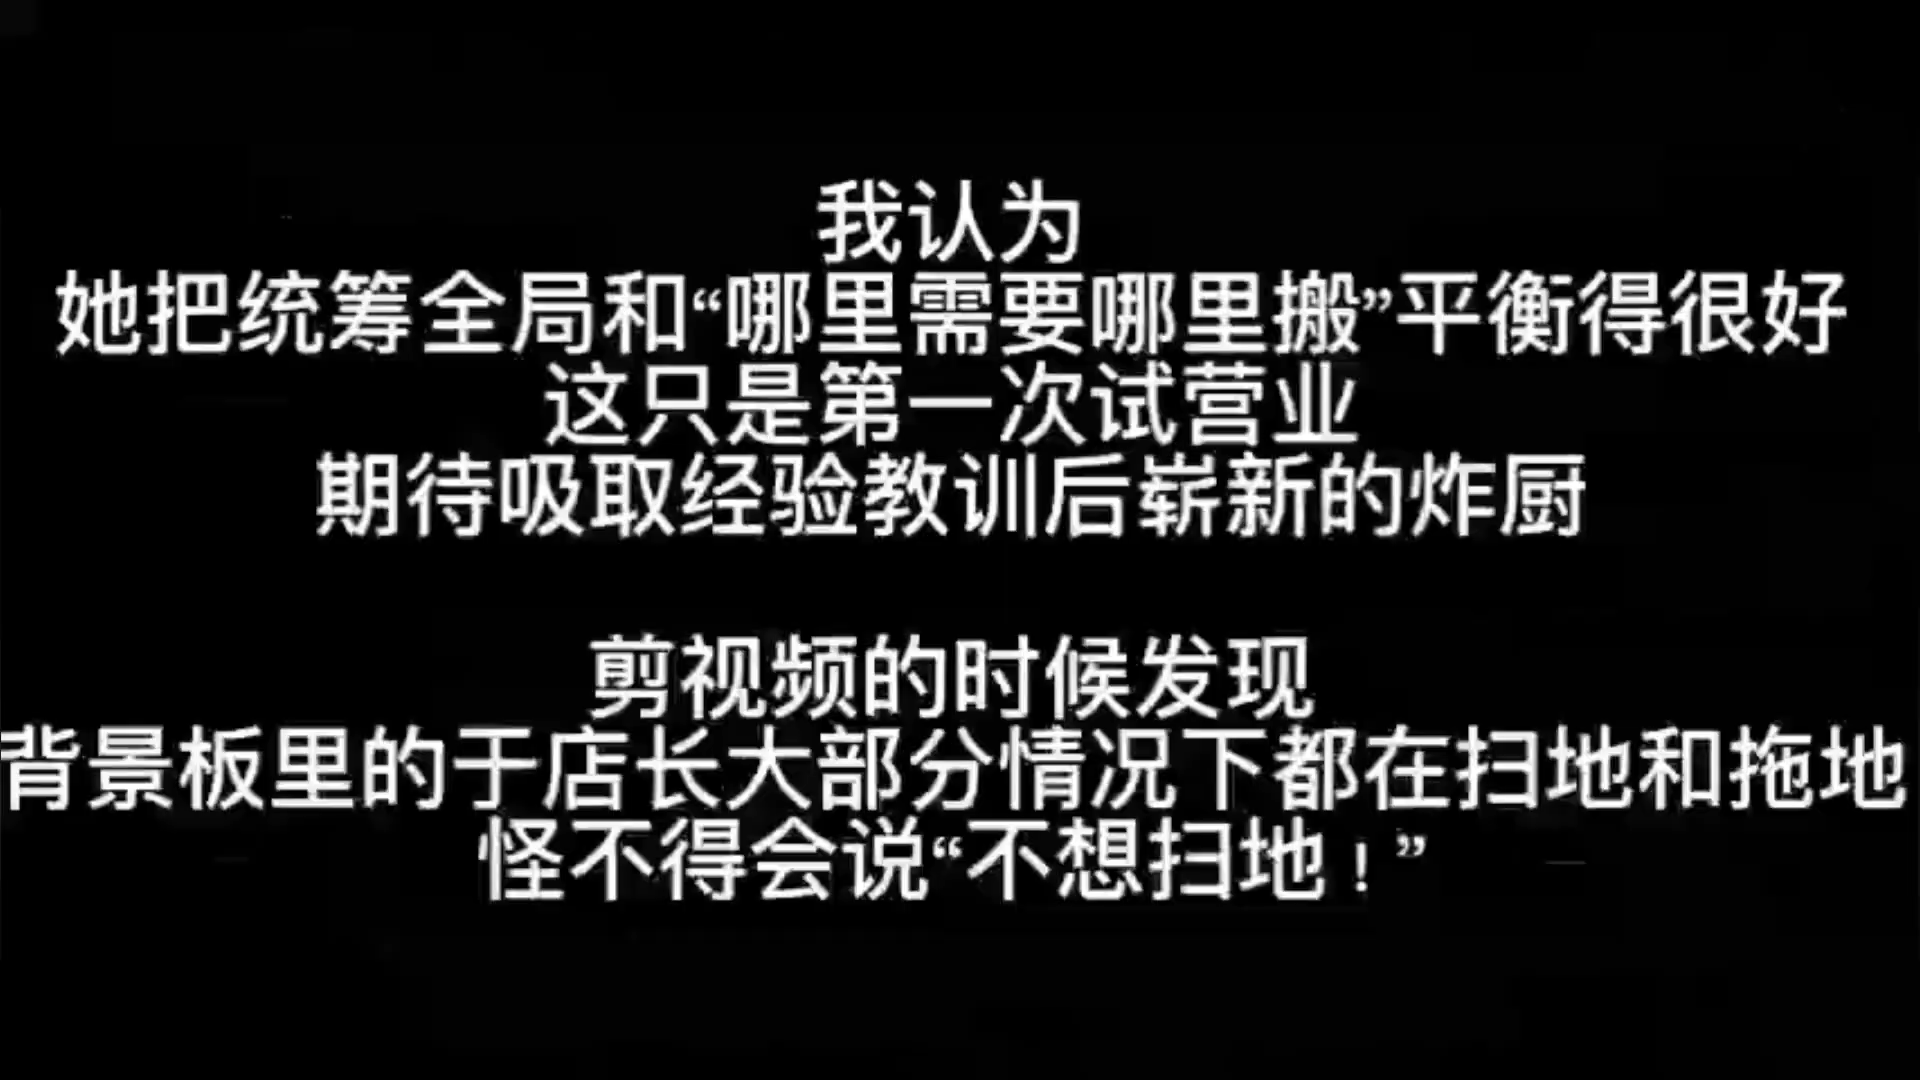 我认为
她把统筹全局和“哪里需要哪里搬”平衡得很好
这只是第一次试营业
期待吸取经验教训后崭新的炸厨
剪视频的时候发现
背景板里的于店长大部分情况下都在扫地和拖地
怪不得会说“不想扫地！”